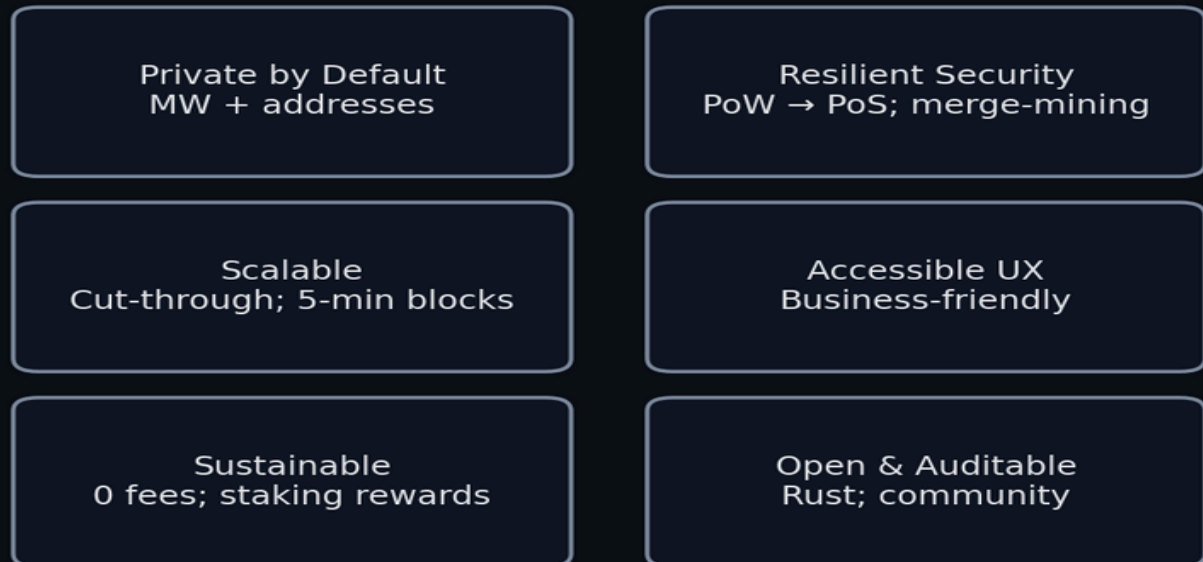 Private by Default
MW + addresses
Resilient Security
PoW → PoS; merge-mining
Scalable
Cut-through; 5-min blocks
Accessible UX
Business-friendly
Sustainable
0 fees; staking rewards
Open & Auditable
Rust; community